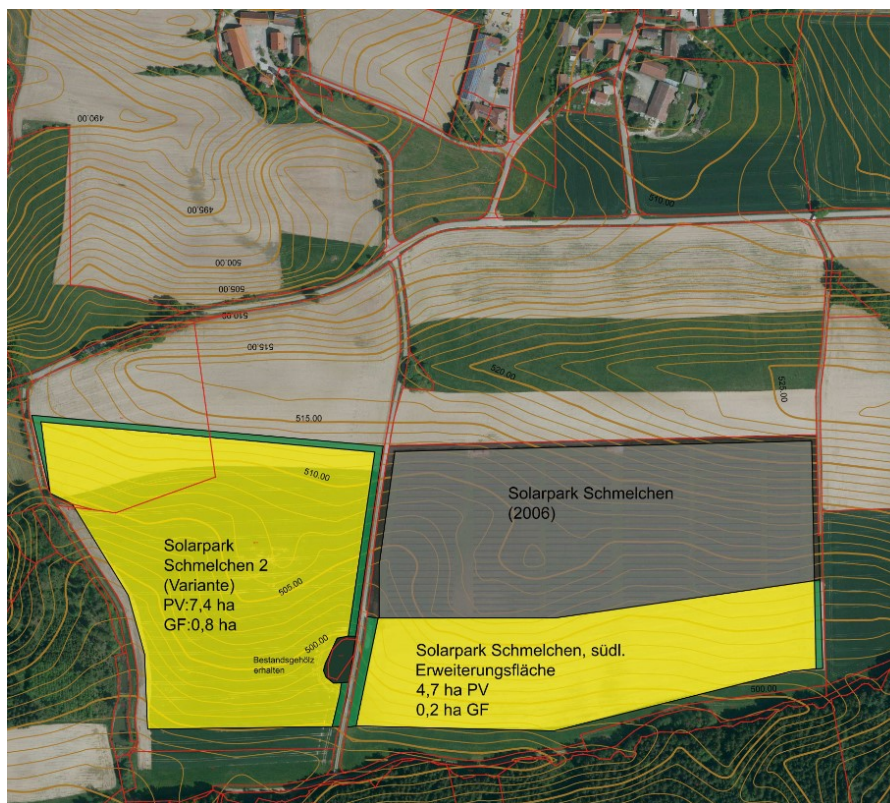 490.00
495.00
510.00
500.00
505.00
510.00
515.00
520.00
525.00
515.00
510.00
Solarpark Schmelchen
(2006)
Solarpark
Schmelchen 2
(Variante)
PV:7,4 ha
GF:0,8 ha
505.00
500.00
Bestandsgehölz
erhalten
Solarpark Schmelchen, südl.
Erweiterungsfläche
4,7 ha PV
0,2 ha GF
500.00